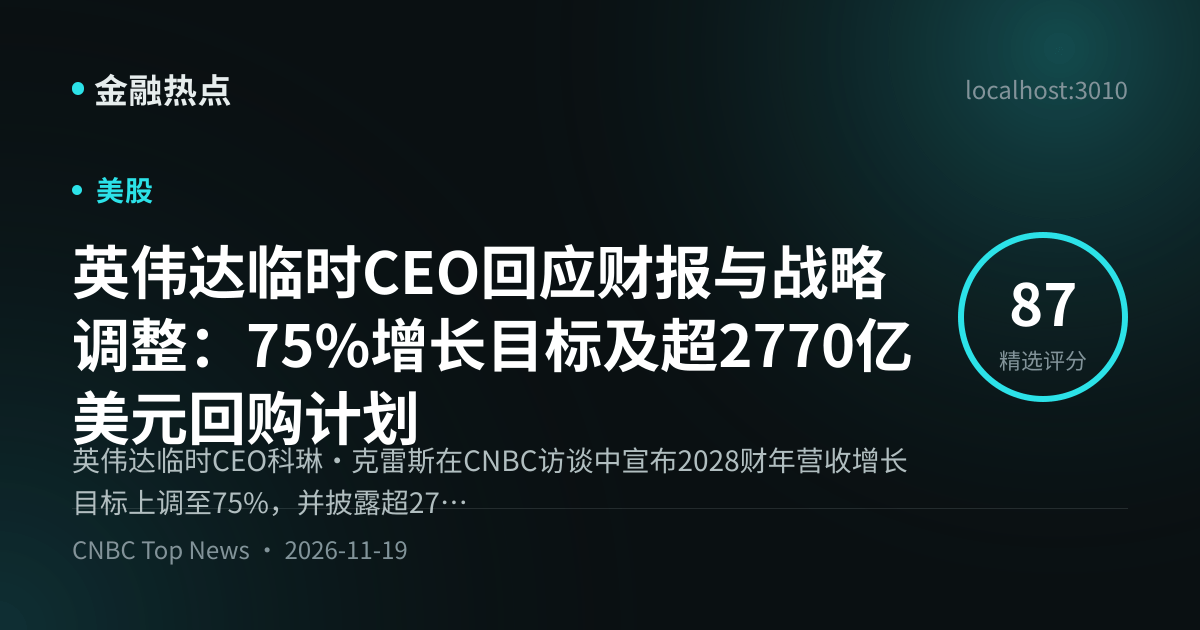 金融热点
localhost:3010
美股
英伟达临时CEO回应财报与战略
调整：75%增长目标及超2770亿
美元回购计划
87
精选评分
英伟达临时CEO科琳·克雷斯在CNBC访谈中宣布2028财年营收增长
目标上调至75%，并披露超27…
CNBC Top News · 2026-11-19